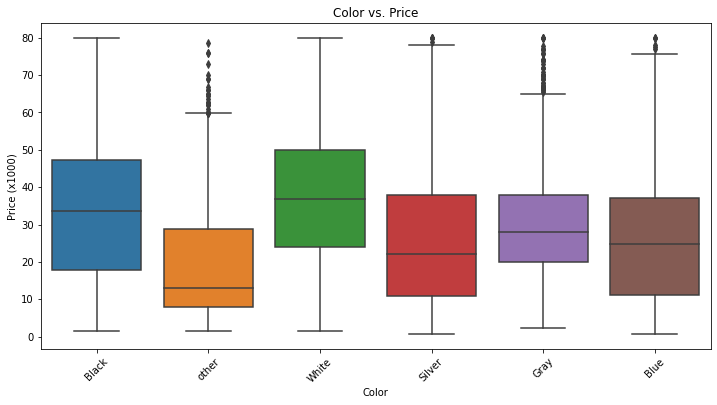 Color vs. Price
80
70
60
50
40
30
20
10
0
Price (x1000)
Black
other
White
Silver
Gray
Blue
Color